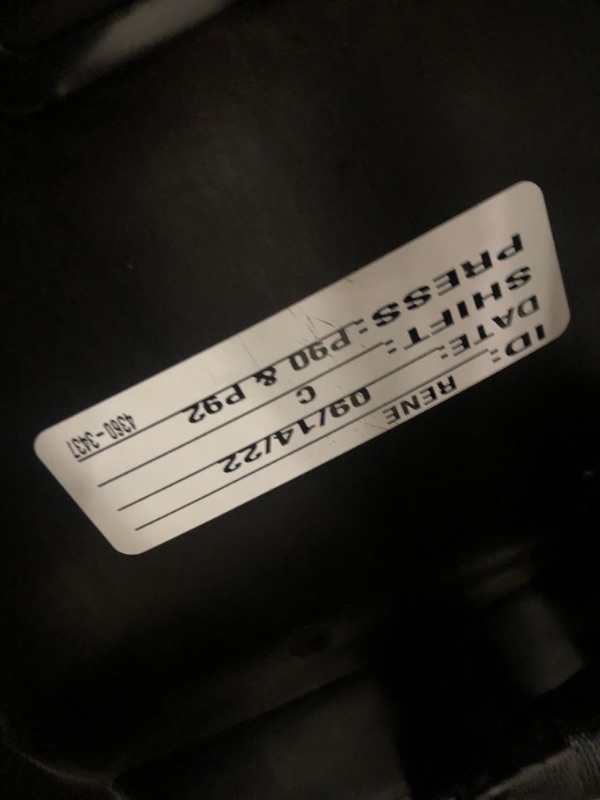 ID: RENE
DATE: 09/14/22
SHIFT: C
PRESS: P90 & P92
4360-3437